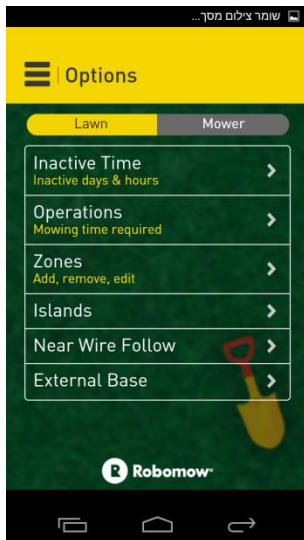 שומר צילום מסך...
Options
Lawn Mower
Inactive Time
Inactive days & hours
Operations
Mowing time required
Zones
Add, remove, edit
Islands
Near Wire Follow
External Base
R Robomow